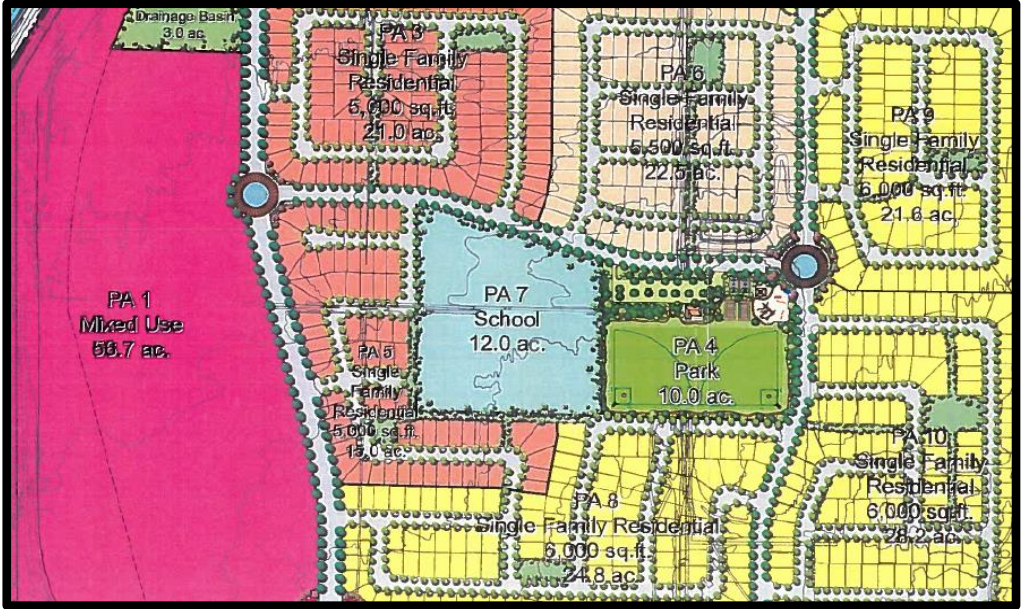 Drainage Basin
3.0 ac.
PA 3
Single Family
Residential
5,000 sq.ft.
21.0 ac.
PA 6
Single Family
Residential
5,500 sq.ft.
22.5 ac.
PA 9
Single Family
Residential
6,000 sq.ft.
21.6 ac.
PA 1
Mixed Use
56.7 ac.
PA 7
School
12.0 ac.
PA 4
Park
10.0 ac.
PA 5
Single
Family
Residential
5,000 sq.ft.
15.0 ac.
PA 8
Single Family Residential
6,000 sq.ft.
24.8 ac.
PA 10
Single Family
Residential
6,000 sq.ft.
28.2 ac.